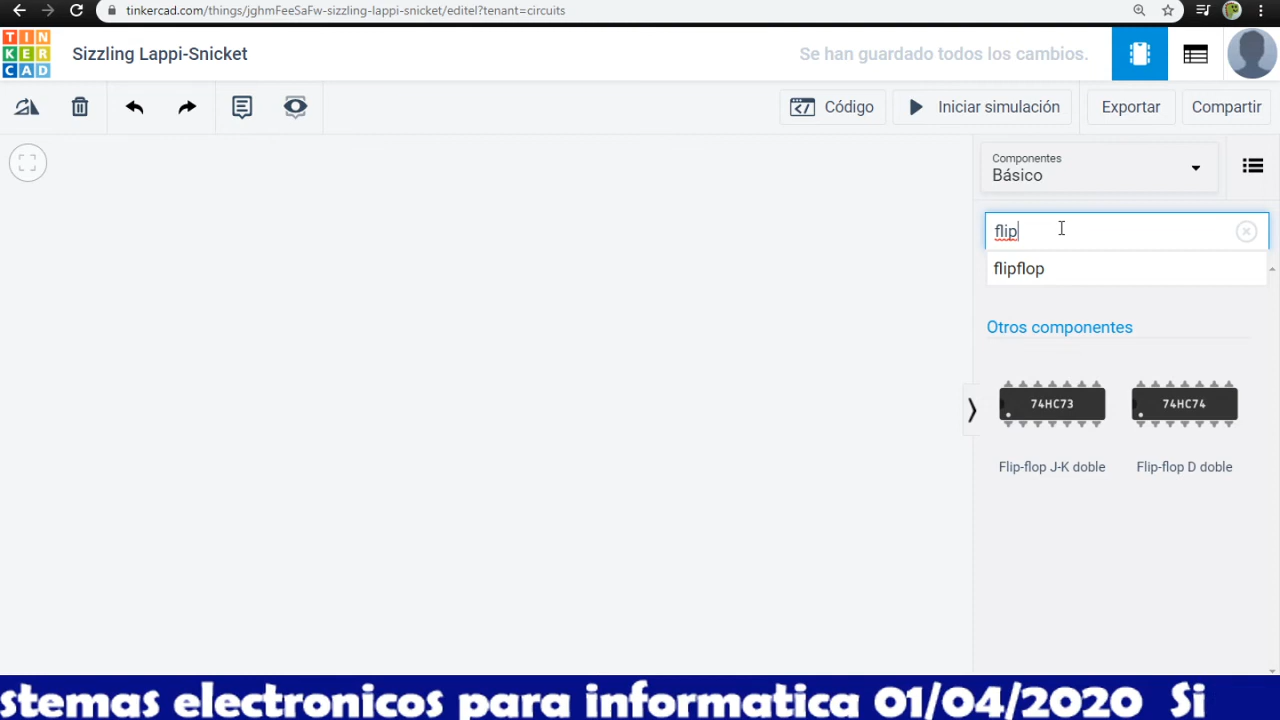 tinkercad.com/things/jghmFeeSaFw-sizzling-lappi-snicket/editel?tenant=circuits
TIN
KER
CAD
Sizzling Lappi-Snicket
Se han guardado todos los cambios.
Código
Iniciar simulación
Exportar
Compartir
Componentes
Básico
flip
flipflop
Otros componentes
74HC73
74HC74
Flip-flop J-K doble
Flip-flop D doble
stemas electronicos para informatica 01/04/2020 Si